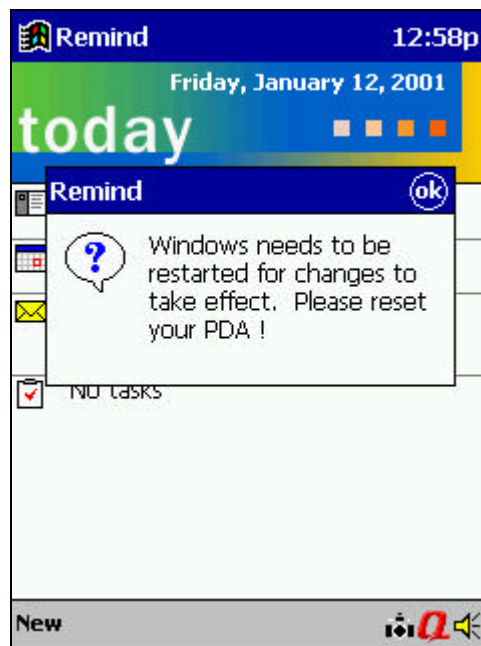 Remind 12:58p
Friday, January 12, 2001
today
Remind ok
Windows needs to be
restarted for changes to
take effect. Please reset
your PDA !
No tasks
New